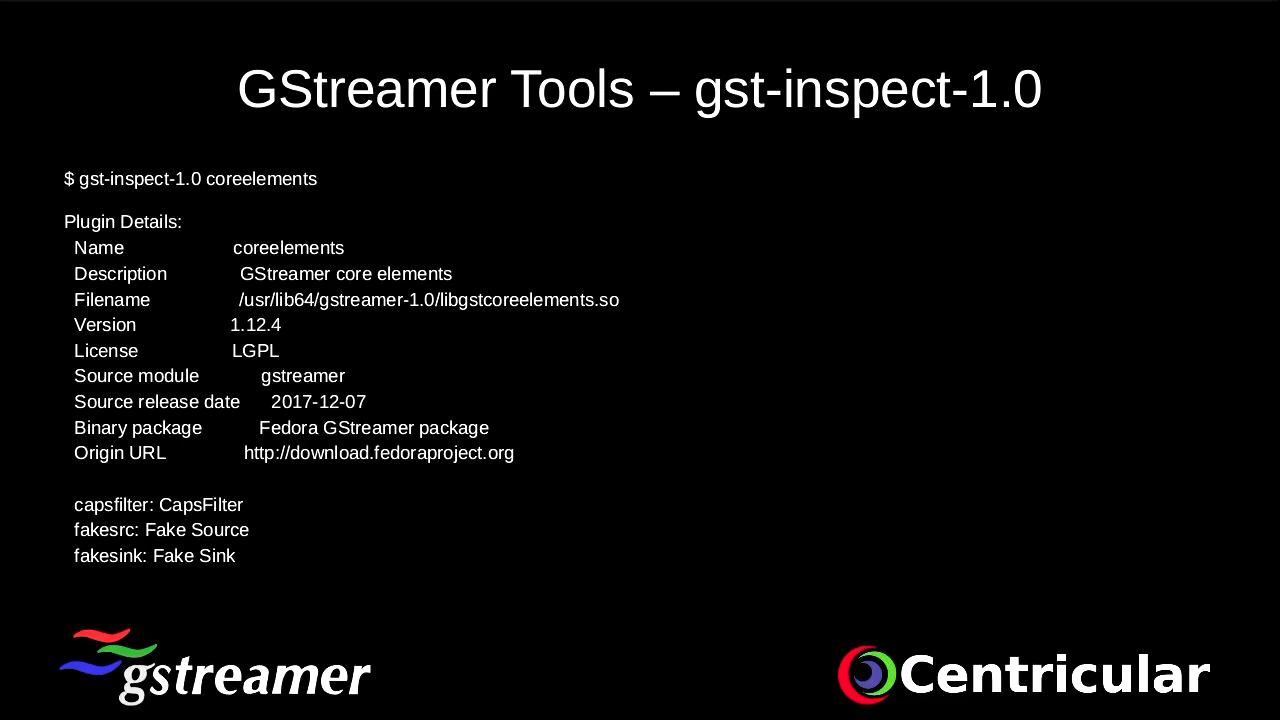 GStreamer Tools – gst-inspect-1.0
$ gst-inspect-1.0 coreelements
Plugin Details:
Name coreelements
Description GStreamer core elements
Filename /usr/lib64/gstreamer-1.0/libgstcoreelements.so
Version 1.12.4
License LGPL
Source module gstreamer
Source release date 2017-12-07
Binary package Fedora GStreamer package
Origin URL http://download.fedoraproject.org
capsfilter: CapsFilter
fakesrc: Fake Source
fakesink: Fake Sink
gstreamer
Centricular